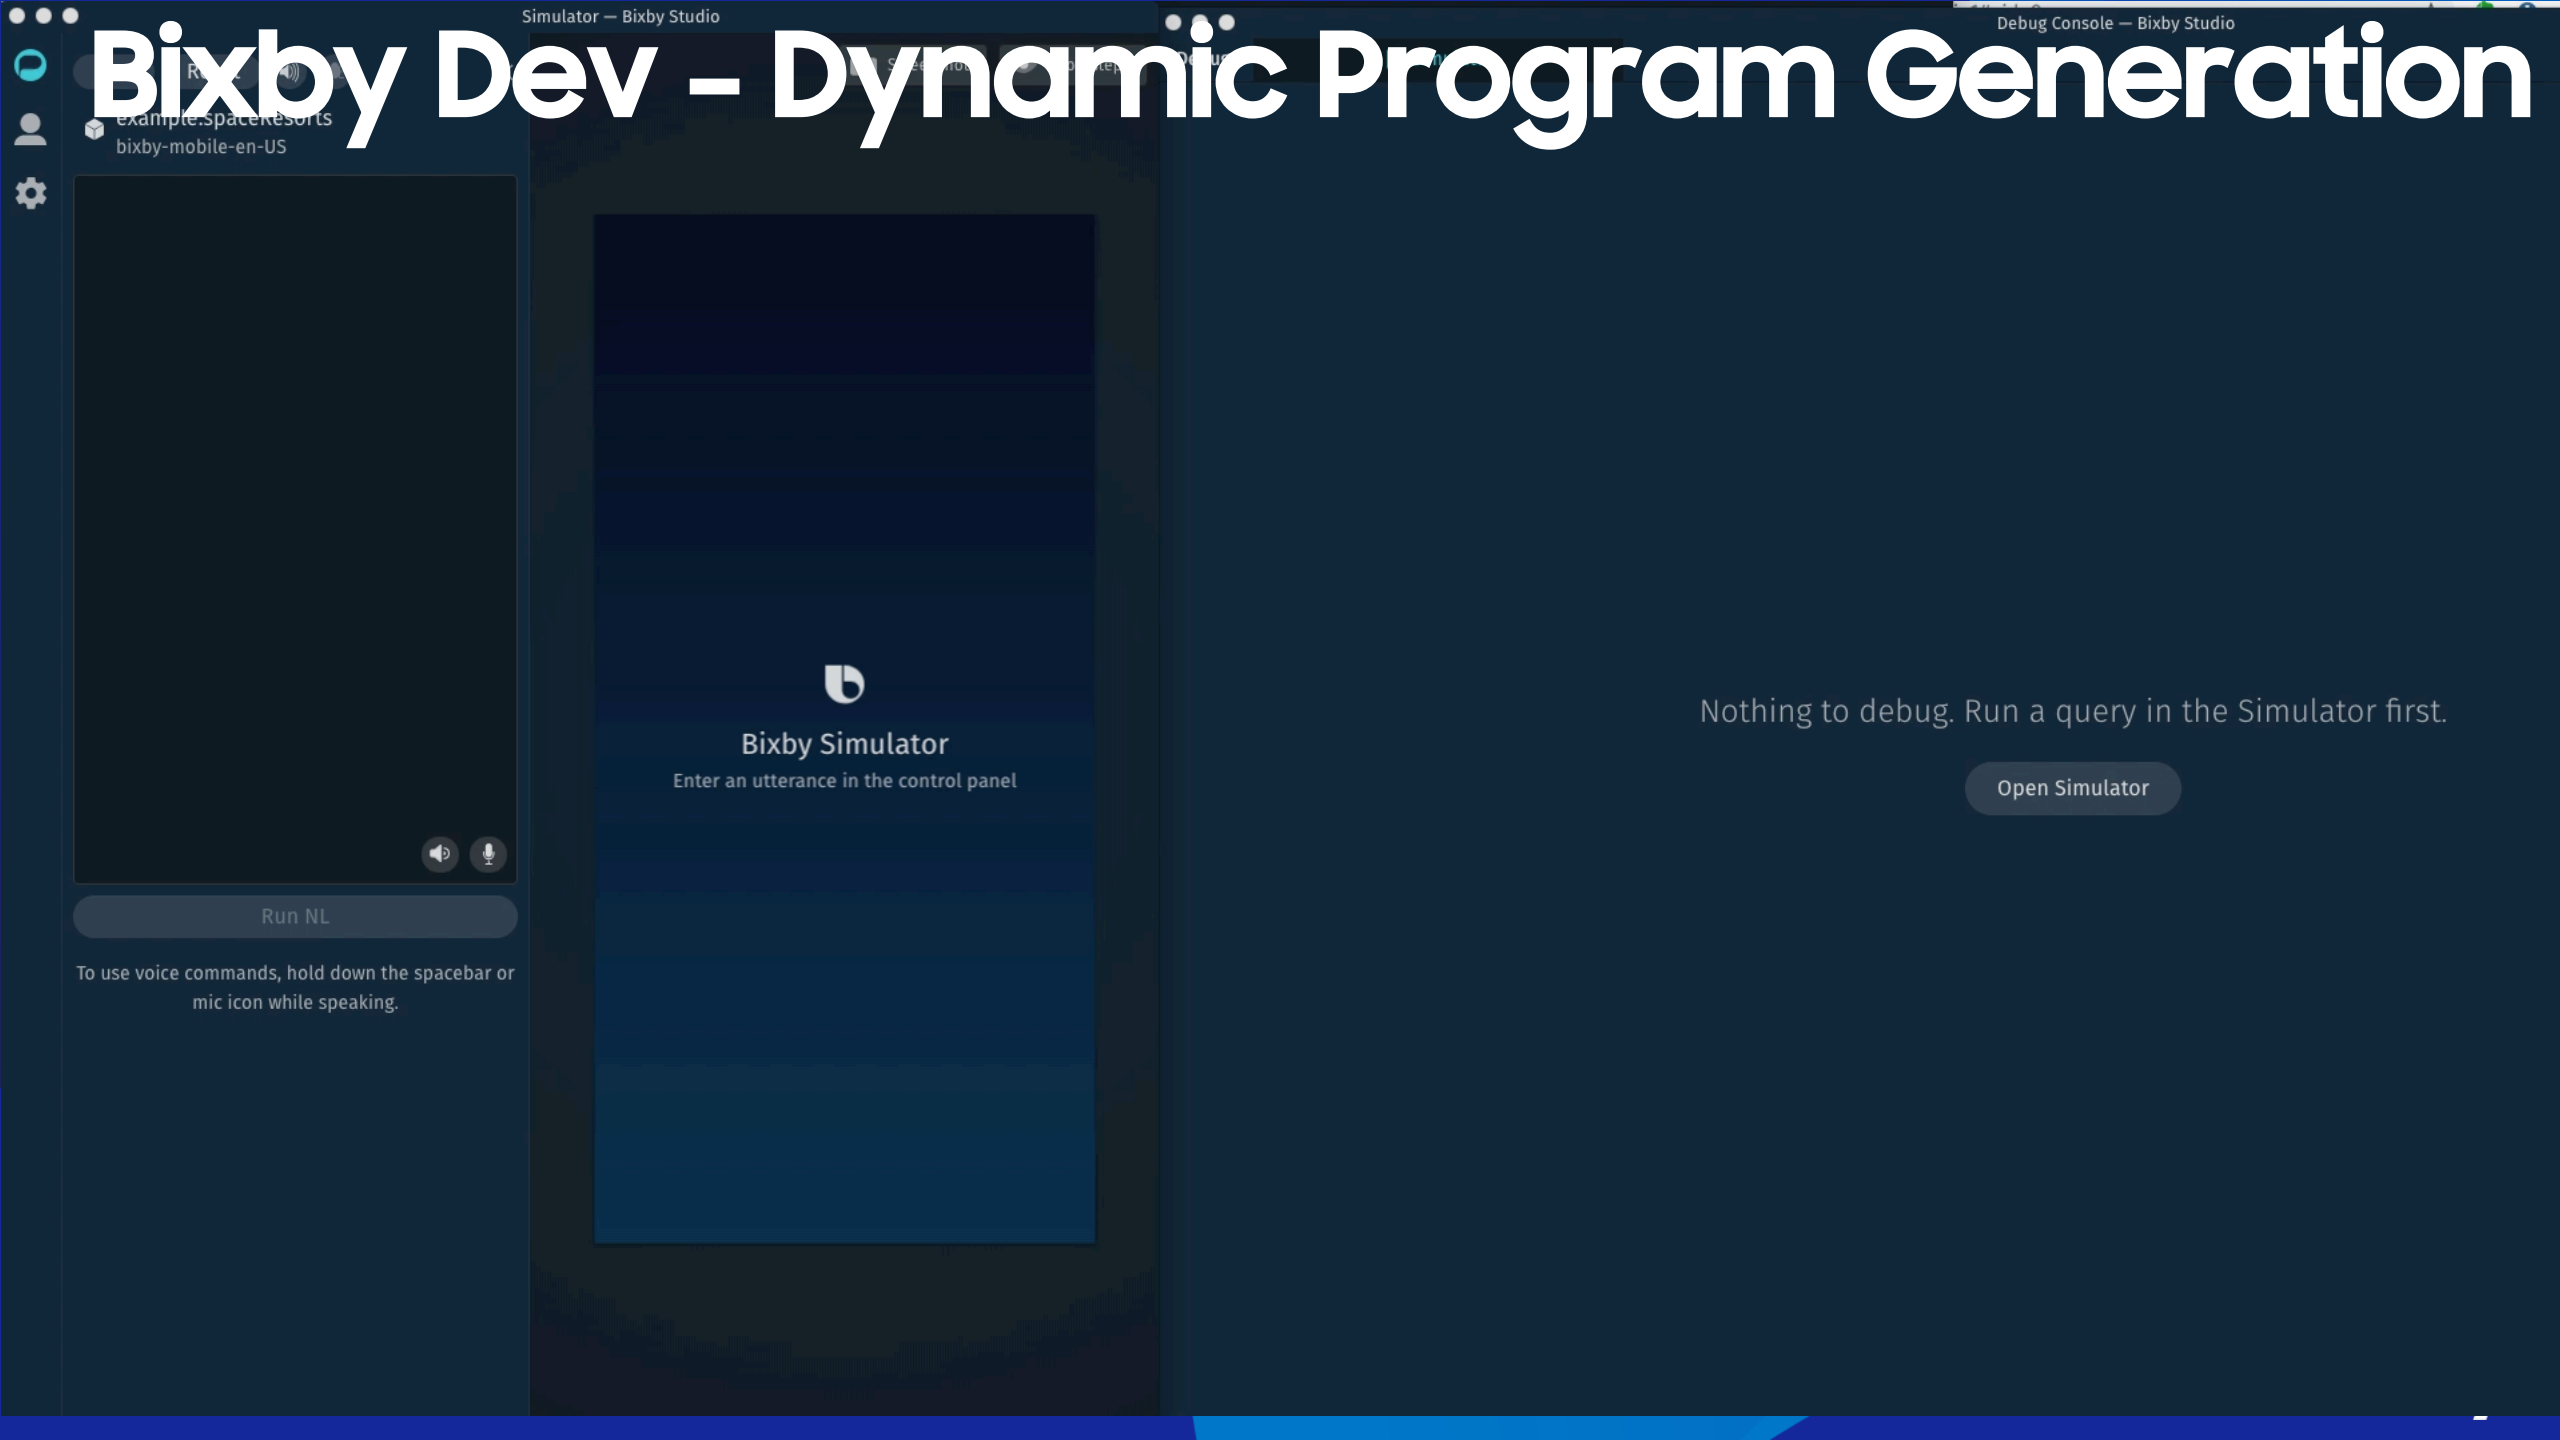 Simulator — Bixby Studio
Debug Console — Bixby Studio
Bixby Dev - Dynamic Program Generation
example.spaceResorts
bixby-mobile-en-US
Bixby Simulator
Enter an utterance in the control panel
Run NL
To use voice commands, hold down the spacebar or
mic icon while speaking.
Nothing to debug. Run a query in the Simulator first.
Open Simulator